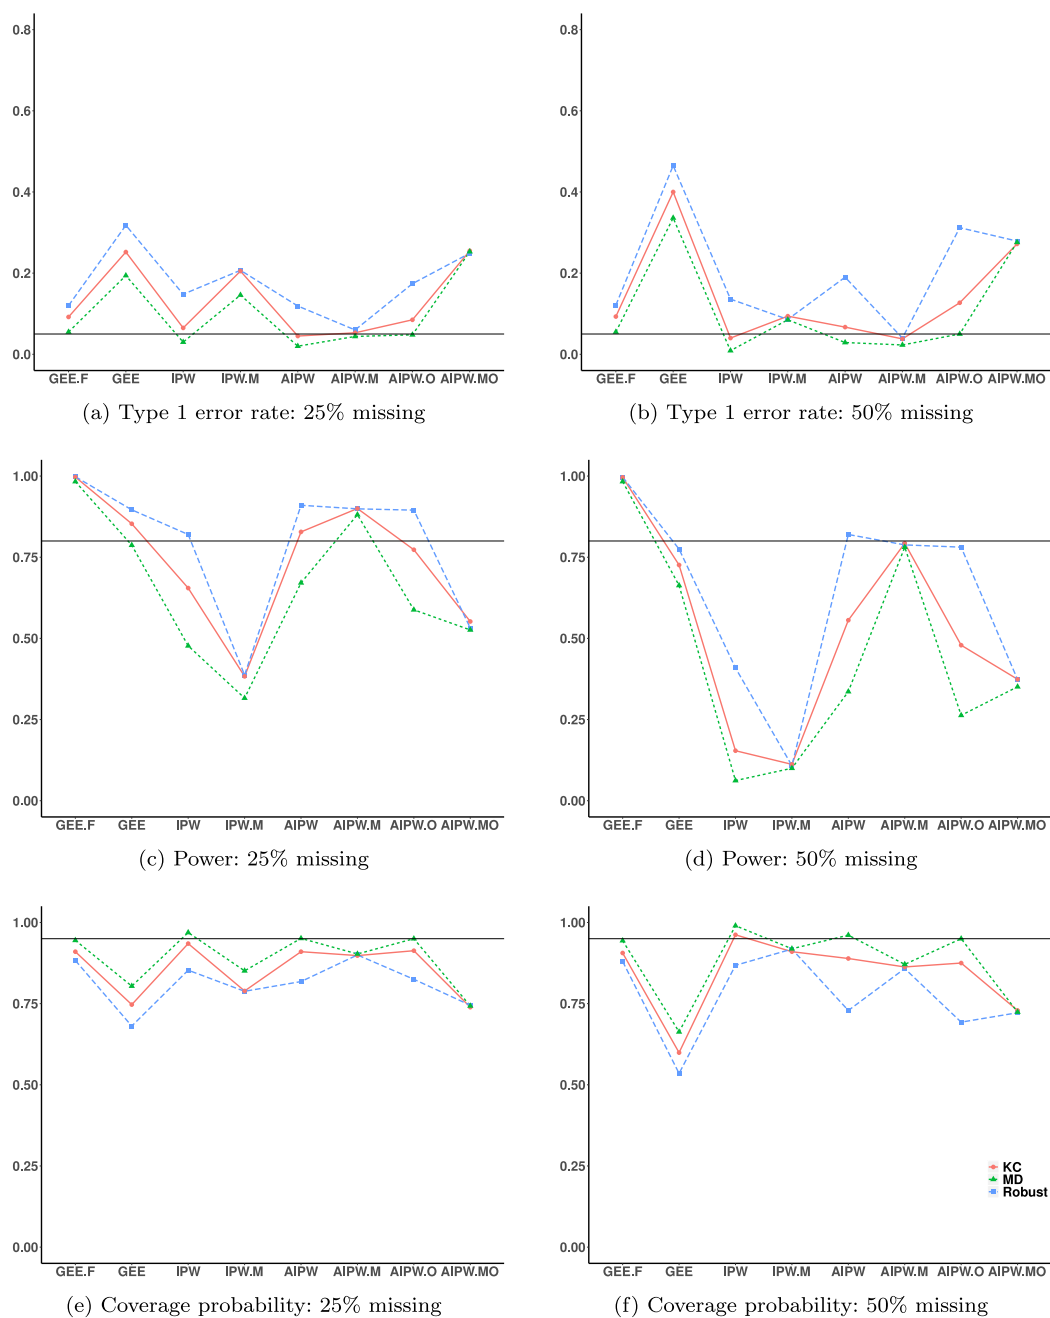 0.8
0.6
0.4
0.2
0.0
GEE.F GEE IPW IPW.M AIPW AIPW.M AIPW.O AIPW.MO
(a) Type 1 error rate: 25% missing
0.8
0.6
0.4
0.2
0.0
GEE.F GEE IPW IPW.M AIPW AIPW.M AIPW.O AIPW.MO
(b) Type 1 error rate: 50% missing
1.00
0.75
0.50
0.25
0.00
GEE.F GEE IPW IPW.M AIPW AIPW.M AIPW.O AIPW.MO
(c) Power: 25% missing
1.00
0.75
0.50
0.25
0.00
GEE.F GEE IPW IPW.M AIPW AIPW.M AIPW.O AIPW.MO
(d) Power: 50% missing
1.00
0.75
0.50
0.25
0.00
GEE.F GEE IPW IPW.M AIPW AIPW.M AIPW.O AIPW.MO
(e) Coverage probability: 25% missing
1.00
0.75
0.50
0.25
0.00
KC
MD
Robust
GEE.F GEE IPW IPW.M AIPW AIPW.M AIPW.O AIPW.MO
(f) Coverage probability: 50% missing